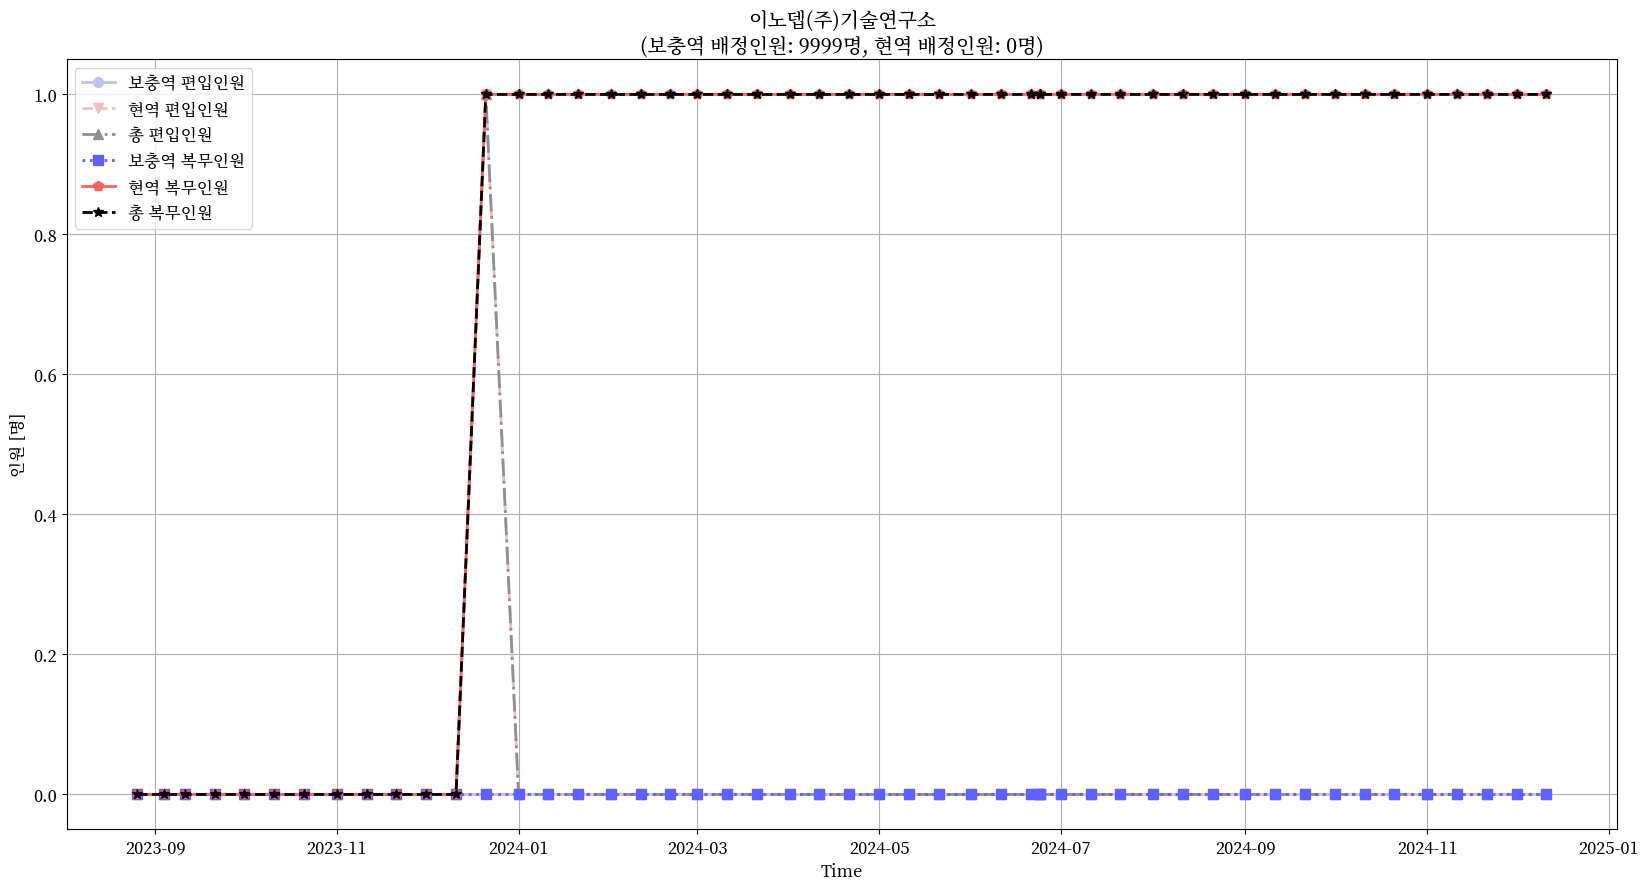 이노뎁(주)기술연구소
(보충역 배정인원: 9999명, 현역 배정인원: 0명)
보충역 편입인원
현역 편입인원
총 편입인원
보충역 복무인원
현역 복무인원
총 복무인원
1.0
0.8
0.6
0.4
0.2
0.0
인원 [명]
2023-09
2023-11
2024-01
2024-03
2024-05
2024-07
2024-09
2024-11
2025-01
Time